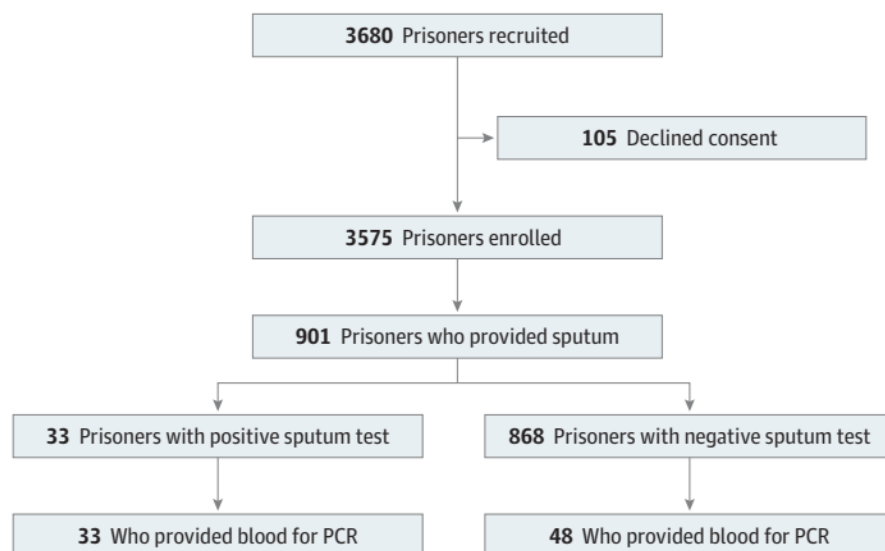 3680 Prisoners recruited
105 Declined consent
3575 Prisoners enrolled
901 Prisoners who provided sputum
33 Prisoners with positive sputum test
868 Prisoners with negative sputum test
33 Who provided blood for PCR
48 Who provided blood for PCR